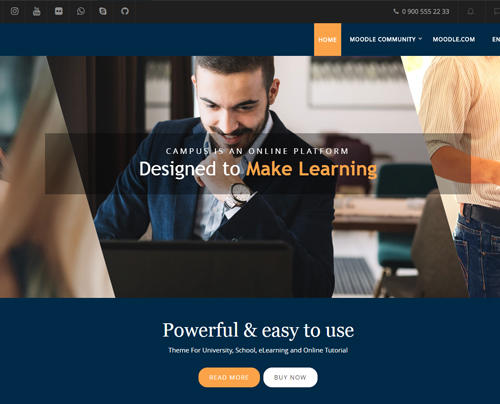 0 900 555 22 33
HOME
MOODLE COMMUNITY
MOODLE.COM
EN
CAMPUS IS AN ONLINE PLATFORM
Designed to Make Learning
Powerful & easy to use
Theme For University, School, eLearning and Online Tutorial
READ MORE
BUY NOW